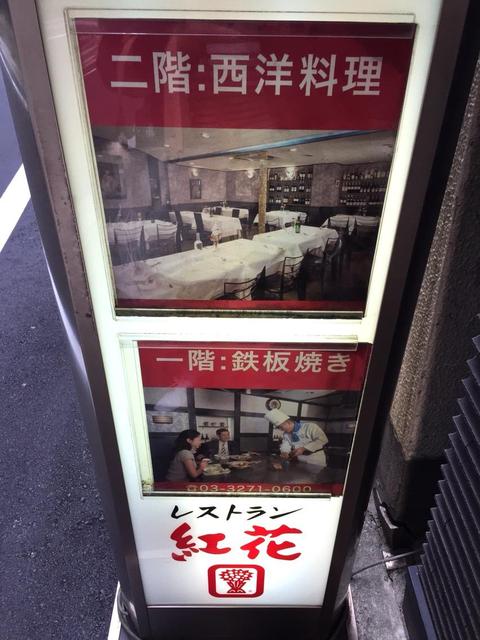 二階:西洋料理
一階:鉄板焼き
☎03-3271-0600
レストラン
紅花